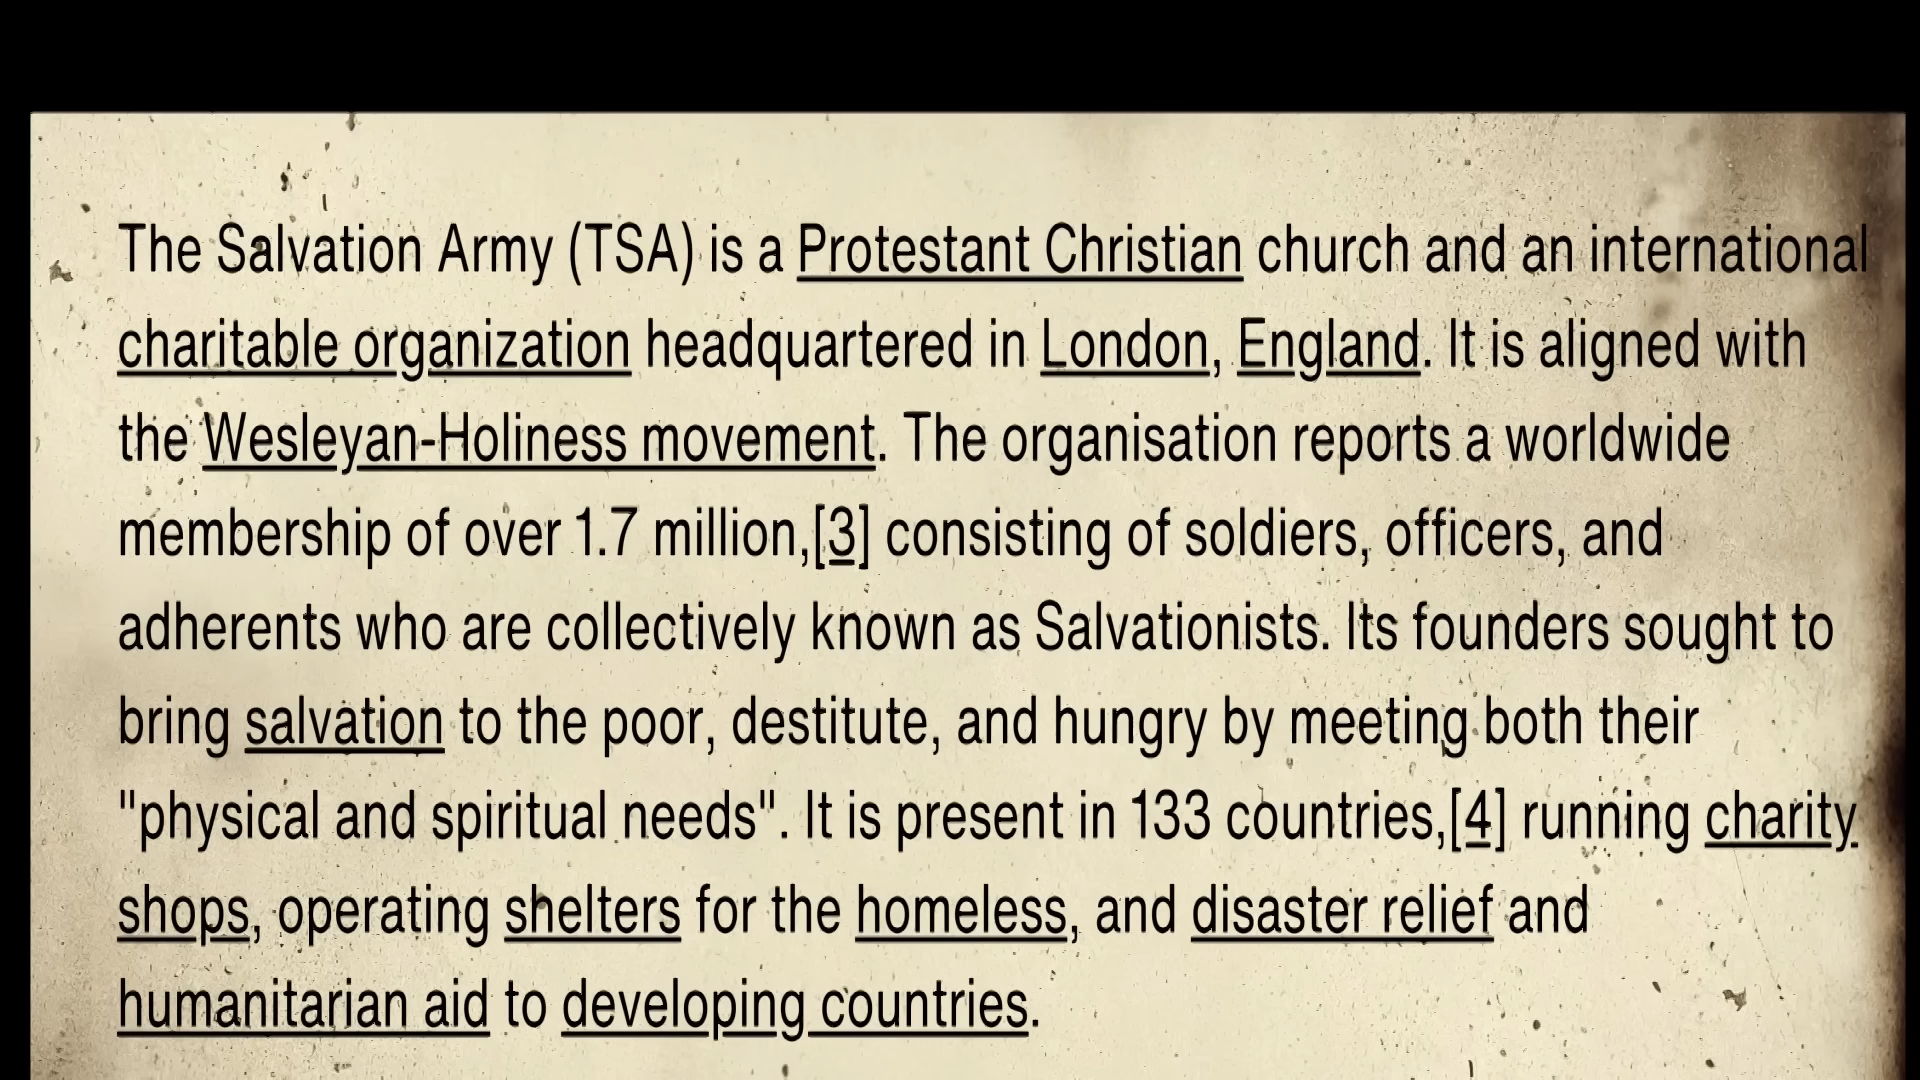 The Salvation Army (TSA) is a Protestant Christian church and an international
charitable organization headquartered in London, England. It is aligned with
the Wesleyan-Holiness movement. The organisation reports a worldwide
membership of over 1.7 million,[3] consisting of soldiers, officers, and
adherents who are collectively known as Salvationists. Its founders sought to
bring salvation to the poor, destitute, and hungry by meeting both their
"physical and spiritual needs". It is present in 133 countries,[4] running charity
shops, operating shelters for the homeless, and disaster relief and
humanitarian aid to developing countries.